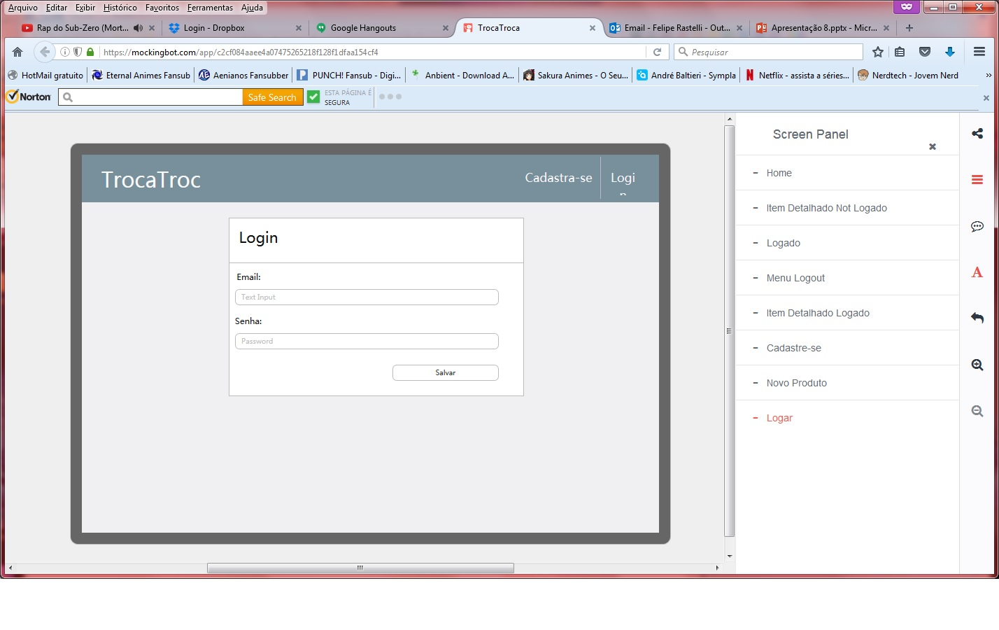 Arquivo Editar Exibir Histórico Favoritos Ferramentas Ajuda
Rap do Sub-Zero (Mort... Login - Dropbox Google Hangouts TrocaTroca Email - Felipe Rastelli - Out... Apresentação 8.pptx - Micr...
https://mockingbot.com/app/c2cf084aaee4a07475265218f128f1dfaa154cf4 Pesquisar
HotMail gratuito Eternal Animes Fansub Aenianos Fansubber PUNCH! Fansub - Digi... Anbient - Download A... Sakura Animes - O Seu... André Baltieri - Sympla Netflix - assista a séries... Nerdtech - Jovem Nerd
Norton Safe Search ESTA PÁGINA É
SEGURA
TrocaTroc Cadastra-se Logi
n
Login
Email:
Text Input
Senha:
Password
Salvar
Screen Panel
Home
Item Detalhado Not Logado
Logado
Menu Logout
Item Detalhado Logado
Cadastre-se
Novo Produto
Logar